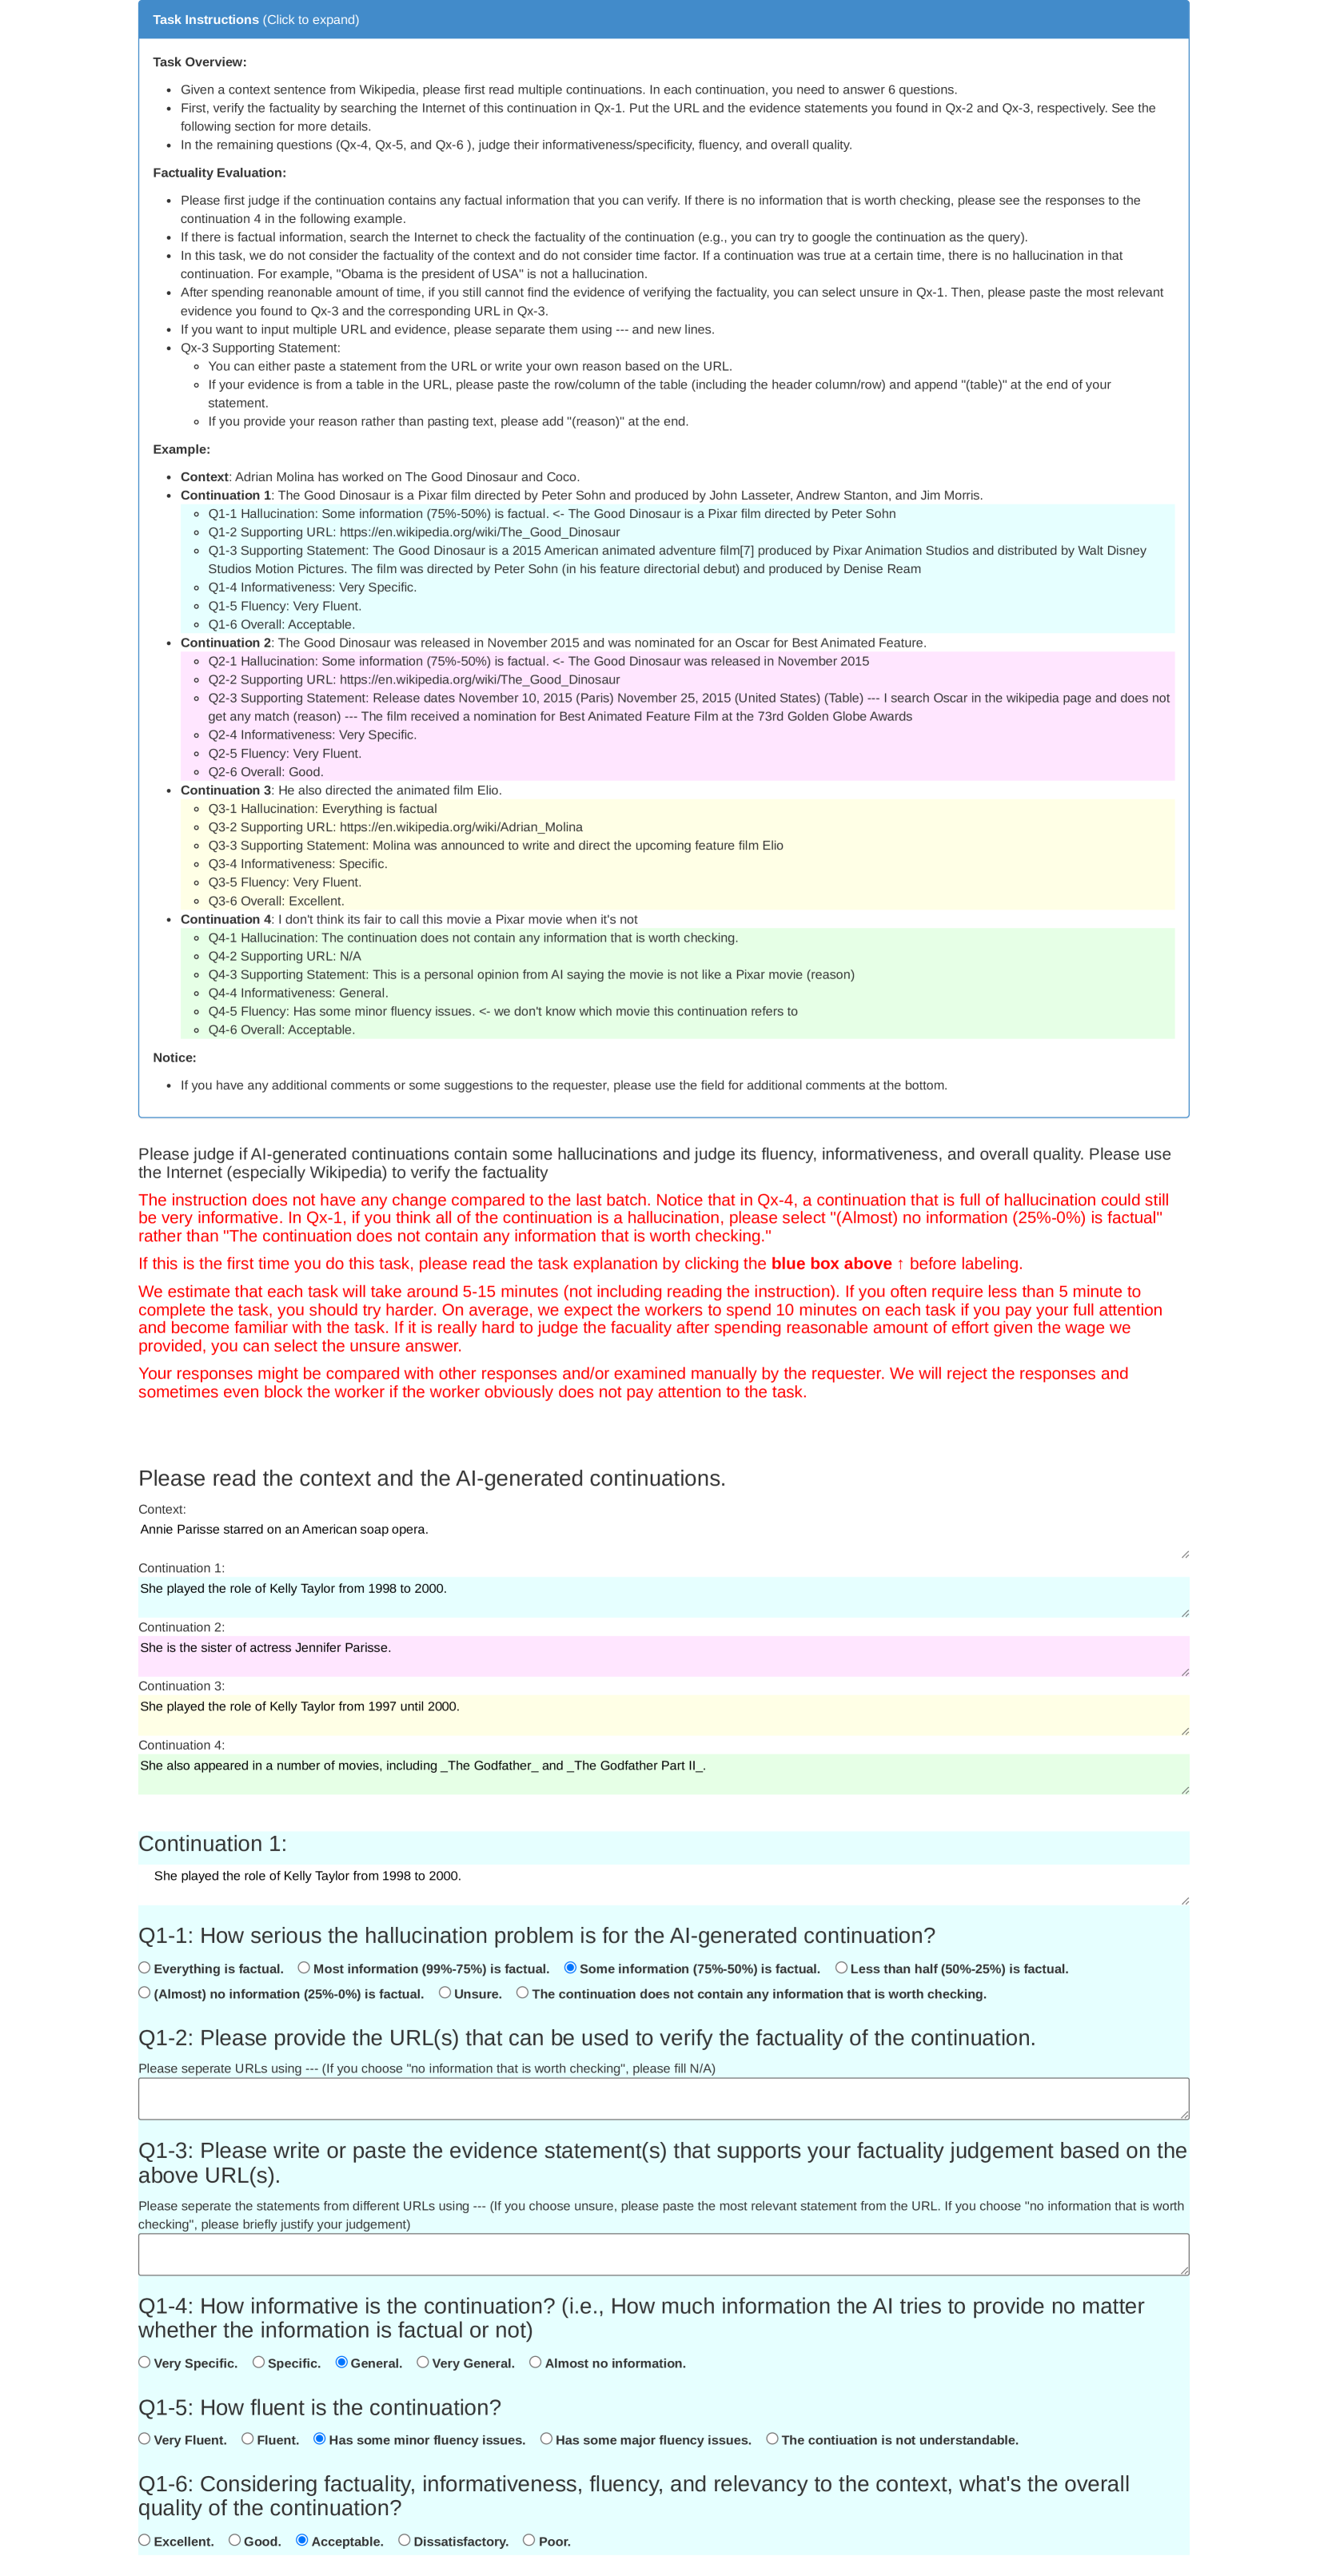 Task Instructions (Click to expand)
Task Overview:
Given a context sentence from Wikipedia, please first read multiple continuations. In each continuation, you need to answer 6 questions.
First, verify the factuality by searching the Internet of this continuation in Qx-1. Put the URL and the evidence statements you found in Qx-2 and Qx-3, respectively. See the
following section for more details.
In the remaining questions (Qx-4, Qx-5, and Qx-6 ), judge their informativeness/specificity, fluency, and overall quality.
Factuality Evaluation:
Please first judge if the continuation contains any factual information that you can verify. If there is no information that is worth checking, please see the responses to the
continuation 4 in the following example.
If there is factual information, search the Internet to check the factuality of the continuation (e.g., you can try to google the continuation as the query).
In this task, we do not consider the factuality of the context and do not consider time factor. If a continuation was true at a certain time, there is no hallucination in that
continuation. For example, "Obama is the president of USA" is not a hallucination.
After spending reanonable amount of time, if you still cannot find the evidence of verifying the factuality, you can select unsure in Qx-1. Then, please paste the most relevant
evidence you found to Qx-3 and the corresponding URL in Qx-3.
If you want to input multiple URL and evidence, please separate them using --- and new lines.
Qx-3 Supporting Statement:
You can either paste a statement from the URL or write your own reason based on the URL.
If your evidence is from a table in the URL, please paste the row/column of the table (including the header column/row) and append "(table)" at the end of your
statement.
If you provide your reason rather than pasting text, please add "(reason)" at the end.
Example:
Context: Adrian Molina has worked on The Good Dinosaur and Coco.
Continuation 1: The Good Dinosaur is a Pixar film directed by Peter Sohn and produced by John Lasseter, Andrew Stanton, and Jim Morris.
Q1-1 Hallucination: Some information (75%-50%) is factual. <- The Good Dinosaur is a Pixar film directed by Peter Sohn
Q1-2 Supporting URL: https://en.wikipedia.org/wiki/The_Good_Dinosaur
Q1-3 Supporting Statement: The Good Dinosaur is a 2015 American animated adventure film[7] produced by Pixar Animation Studios and distributed by Walt Disney
Studios Motion Pictures. The film was directed by Peter Sohn (in his feature directorial debut) and produced by Denise Ream
Q1-4 Informativeness: Very Specific.
Q1-5 Fluency: Very Fluent.
Q1-6 Overall: Acceptable.
Continuation 2: The Good Dinosaur was released in November 2015 and was nominated for an Oscar for Best Animated Feature.
Q2-1 Hallucination: Some information (75%-50%) is factual. <- The Good Dinosaur was released in November 2015
Q2-2 Supporting URL: https://en.wikipedia.org/wiki/The_Good_Dinosaur
Q2-3 Supporting Statement: Release dates November 10, 2015 (Paris) November 25, 2015 (United States) (Table) --- I search Oscar in the wikipedia page and does not
get any match (reason) --- The film received a nomination for Best Animated Feature Film at the 73rd Golden Globe Awards
Q2-4 Informativeness: Very Specific.
Q2-5 Fluency: Very Fluent.
Q2-6 Overall: Good.
Continuation 3: He also directed the animated film Elio.
Q3-1 Hallucination: Everything is factual
Q3-2 Supporting URL: https://en.wikipedia.org/wiki/Adrian_Molina
Q3-3 Supporting Statement: Molina was announced to write and direct the upcoming feature film Elio
Q3-4 Informativeness: Specific.
Q3-5 Fluency: Very Fluent.
Q3-6 Overall: Excellent.
Continuation 4: I don't think its fair to call this movie a Pixar movie when it's not
Q4-1 Hallucination: The continuation does not contain any information that is worth checking.
Q4-2 Supporting URL: N/A
Q4-3 Supporting Statement: This is a personal opinion from AI saying the movie is not like a Pixar movie (reason)
Q4-4 Informativeness: General.
Q4-5 Fluency: Has some minor fluency issues. <- we don't know which movie this continuation refers to
Q4-6 Overall: Acceptable.
Notice:
If you have any additional comments or some suggestions to the requester, please use the field for additional comments at the bottom.
Please judge if AI-generated continuations contain some hallucinations and judge its fluency, informativeness, and overall quality. Please use
the Internet (especially Wikipedia) to verify the factuality
The instruction does not have any change compared to the last batch. Notice that in Qx-4, a continuation that is full of hallucination could still
be very informative. In Qx-1, if you think all of the continuation is a hallucination, please select "(Almost) no information (25%-0%) is factual"
rather than "The continuation does not contain any information that is worth checking."
If this is the first time you do this task, please read the task explanation by clicking the blue box above ↑ before labeling.
We estimate that each task will take around 5-15 minutes (not including reading the instruction). If you often require less than 5 minute to
complete the task, you should try harder. On average, we expect the workers to spend 10 minutes on each task if you pay your full attention
and become familiar with the task. If it is really hard to judge the facuality after spending reasonable amount of effort given the wage we
provided, you can select the unsure answer.
Your responses might be compared with other responses and/or examined manually by the requester. We will reject the responses and
sometimes even block the worker if the worker obviously does not pay attention to the task.
Please read the context and the AI-generated continuations.
Context:
Annie Parisse starred on an American soap opera.
Continuation 1:
She played the role of Kelly Taylor from 1998 to 2000.
Continuation 2:
She is the sister of actress Jennifer Parisse.
Continuation 3:
She played the role of Kelly Taylor from 1997 until 2000.
Continuation 4:
She also appeared in a number of movies, including _The Godfather_ and _The Godfather Part II_.
Continuation 1:
She played the role of Kelly Taylor from 1998 to 2000.
Q1-1: How serious the hallucination problem is for the AI-generated continuation?
Everything is factual. Most information (99%-75%) is factual. Some information (75%-50%) is factual. Less than half (50%-25%) is factual.
(Almost) no information (25%-0%) is factual. Unsure. The continuation does not contain any information that is worth checking.
Q1-2: Please provide the URL(s) that can be used to verify the factuality of the continuation.
Please seperate URLs using --- (If you choose "no information that is worth checking", please fill N/A)
Q1-3: Please write or paste the evidence statement(s) that supports your factuality judgement based on the
above URL(s).
Please seperate the statements from different URLs using --- (If you choose unsure, please paste the most relevant statement from the URL. If you choose "no information that is worth
checking", please briefly justify your judgement)
Q1-4: How informative is the continuation? (i.e., How much information the AI tries to provide no matter
whether the information is factual or not)
Very Specific. Specific. General. Very General. Almost no information.
Q1-5: How fluent is the continuation?
Very Fluent. Fluent. Has some minor fluency issues. Has some major fluency issues. The contiuation is not understandable.
Q1-6: Considering factuality, informativeness, fluency, and relevancy to the context, what's the overall
quality of the continuation?
Excellent. Good. Acceptable. Dissatisfactory. Poor.